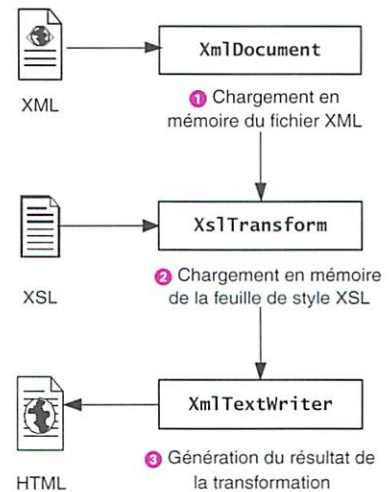 XmlDocument
XML
1 Chargement en
mémoire du fichier XML
XslTransform
XSL
2 Chargement en mémoire
de la feuille de style XSL
XmlTextWriter
HTML
3 Génération du résultat de
la transformation